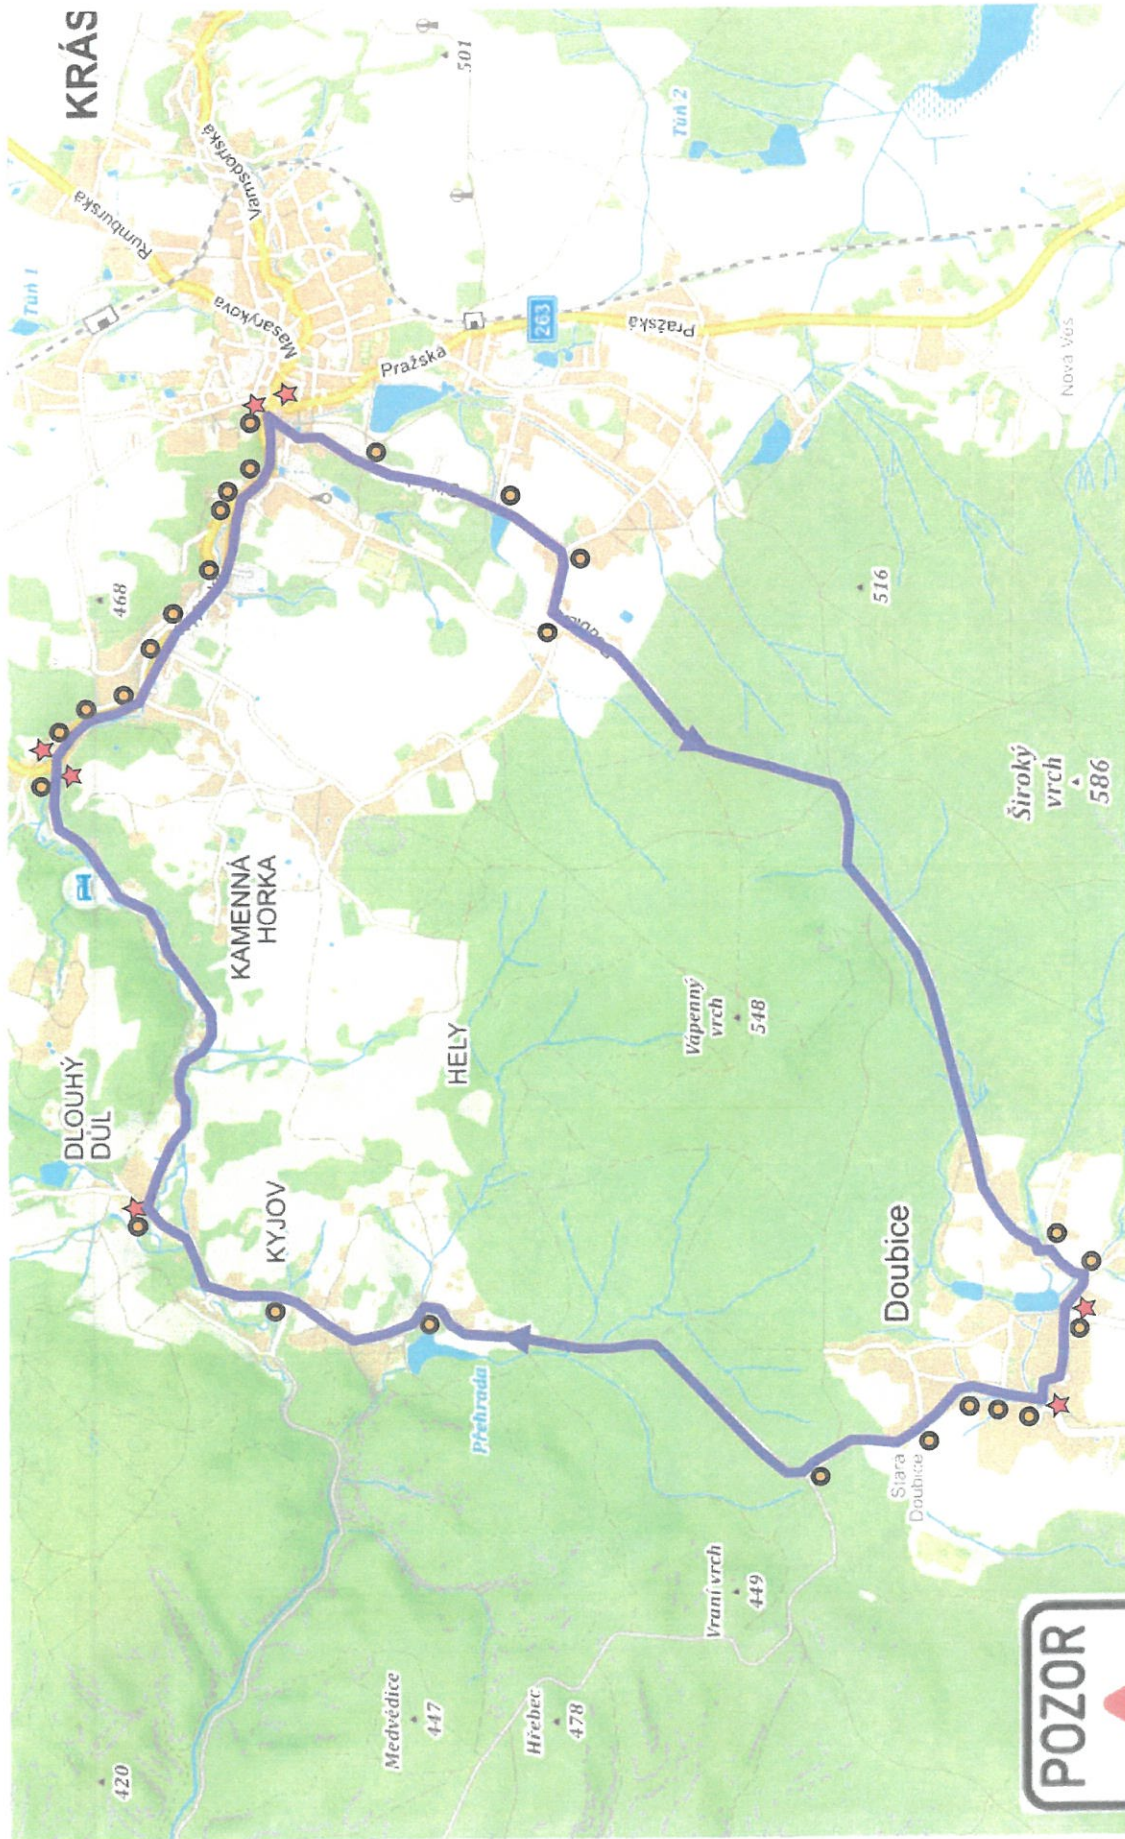 KRÁS
Rumburská
Varnsdorfská
Masarykova
Pražská
263
Pražská
Tůň 1
Tůň 2
501
468
516
Nová Ves
Široký
vrch
586
KAMENNÁ
HORKA
DLOUHÝ
DŮL
HELY
KYJOV
Vápenný
vrch
548
Doubice
Stará
Doubice
Přehrada
Vraní vrch
449
Medvědice
447
Hřebec
478
420
POZOR